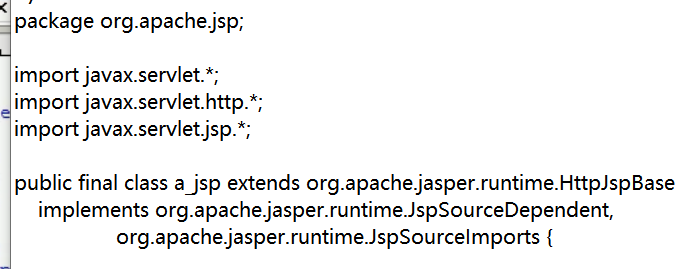 package org.apache.jsp;
import javax.servlet.*;
import javax.servlet.http.*;
import javax.servlet.jsp.*;
public final class a_jsp extends org.apache.jasper.runtime.HttpJspBase
implements org.apache.jasper.runtime.JspSourceDependent,
org.apache.jasper.runtime.JspSourceImports {